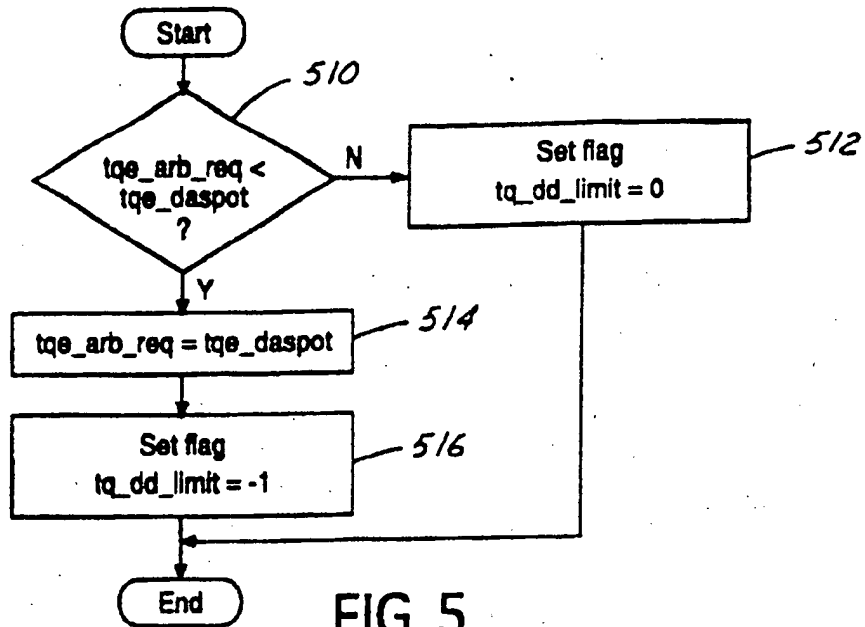 Start
510
tqe_arb_req <
tqe_daspot
?
N
Set flag
tq_dd_limit = 0
512
Y
tqe_arb_req = tqe_daspot
514
Set flag
tq_dd_limit = -1
516
End
FIG. 5